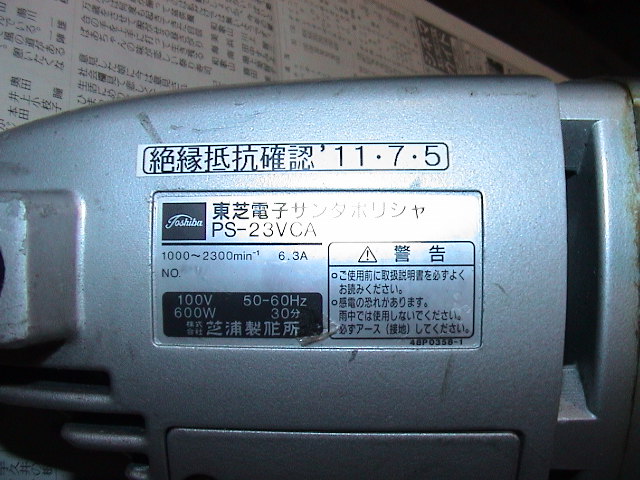 絶縁抵抗確認'11・7・5
Toshiba
東芝電子サンダポリシャ
PS-23VCA
1000～2300min⁻¹ 6.3A
NO.
100V 50-60Hz
600W 30分
株式会社 芝浦製作所
⚠ 警告
●ご使用前に取扱説明書を必ずよく
お読みください。
●感電の恐れがあります。
雨中では使用しないでください。
必ずアース（接地）してください。
48P0358-1